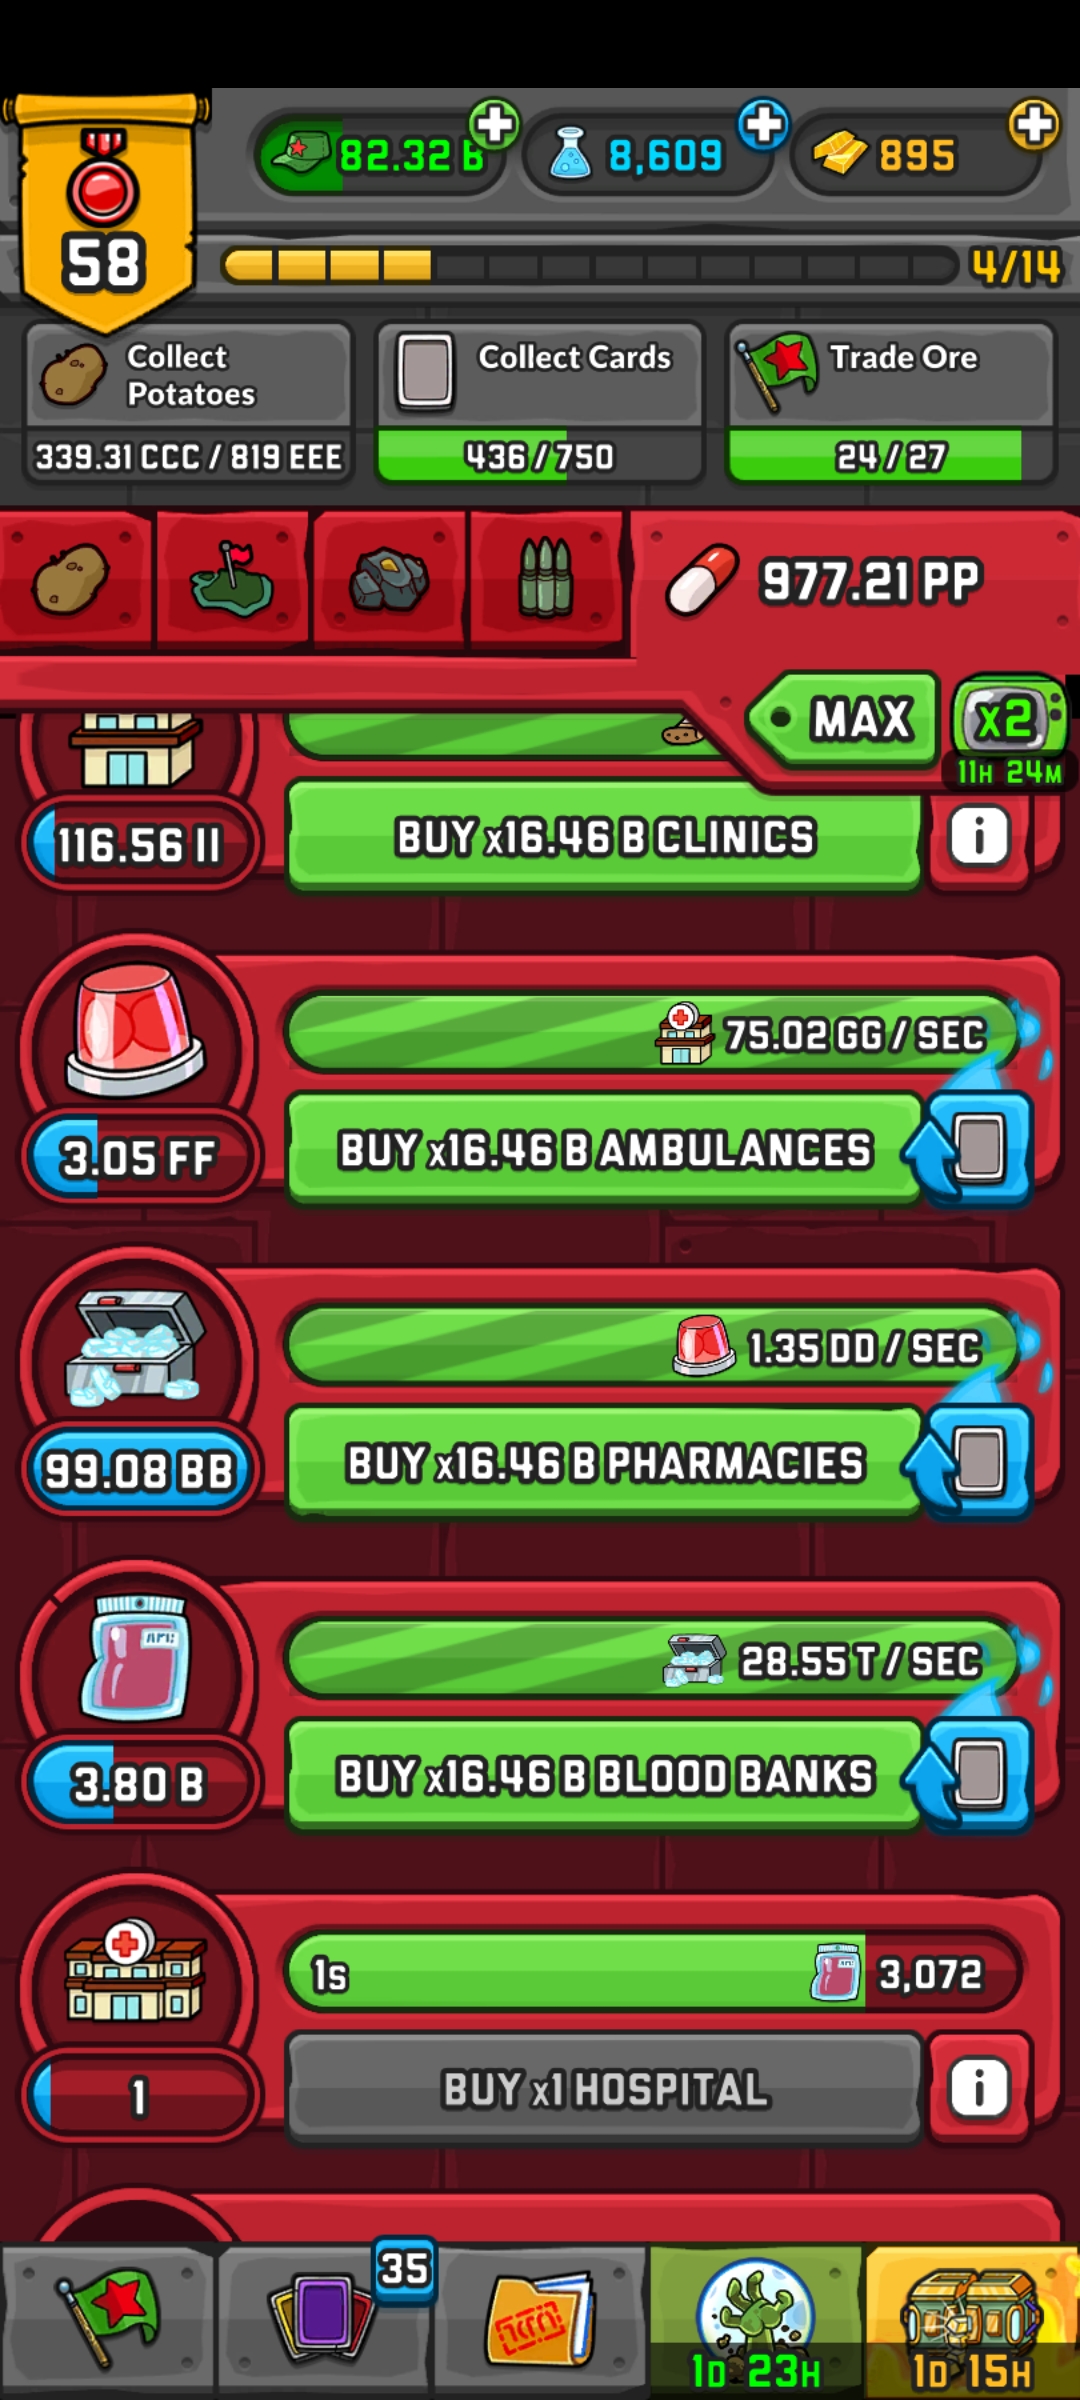 82.32 B
8,609
895
58
4/14
Collect
Potatoes
Collect Cards
Trade Ore
339.31 CCC / 819 EEE
436 / 750
24 / 27
977.21 PP
MAX
x2
11H 24M
116.56 II
BUY x16.46 B CLINICS
i
75.02 GG / SEC
3.05 FF
BUY x16.46 B AMBULANCES
1.35 DD / SEC
99.08 BB
BUY x16.46 B PHARMACIES
28.55 T / SEC
3.80 B
BUY x16.46 B BLOOD BANKS
1s
3,072
1
BUY x1 HOSPITAL
i
35
1D 23H
1D 15H